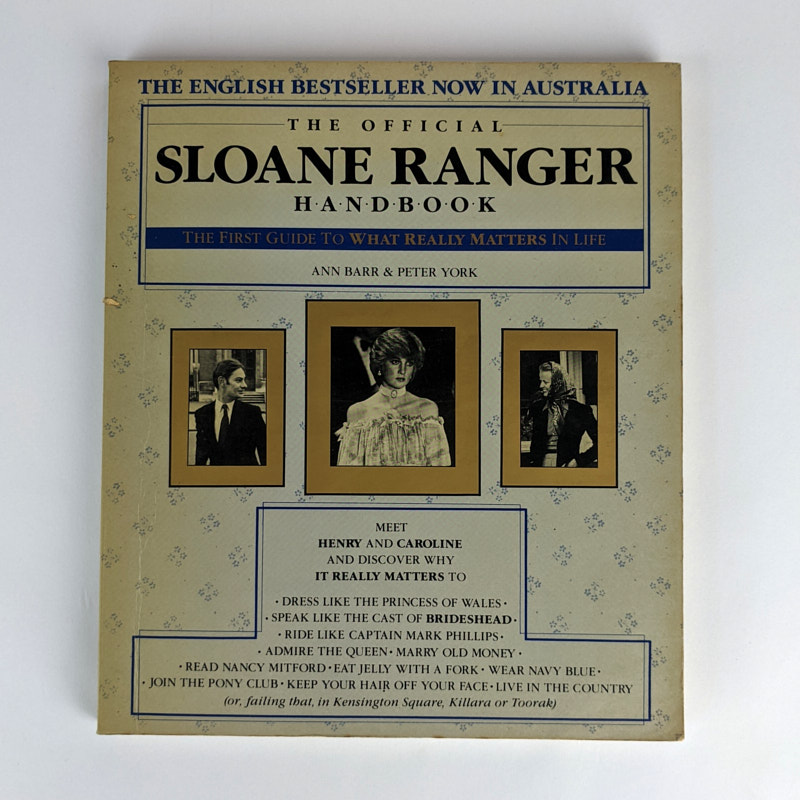 THE ENGLISH BESTSELLER NOW IN AUSTRALIA
THE OFFICIAL
SLOANE RANGER
H·A·N·D·B·O·O·K
THE FIRST GUIDE TO WHAT REALLY MATTERS IN LIFE
ANN BARR & PETER YORK
MEET
HENRY AND CAROLINE
AND DISCOVER WHY
IT REALLY MATTERS TO
· DRESS LIKE THE PRINCESS OF WALES ·
· SPEAK LIKE THE CAST OF BRIDESHEAD ·
· RIDE LIKE CAPTAIN MARK PHILLIPS ·
· ADMIRE THE QUEEN · MARRY OLD MONEY ·
· READ NANCY MITFORD · EAT JELLY WITH A FORK · WEAR NAVY BLUE ·
· JOIN THE PONY CLUB · KEEP YOUR HAIR OFF YOUR FACE · LIVE IN THE COUNTRY
(or, failing that, in Kensington Square, Killara or Toorak)